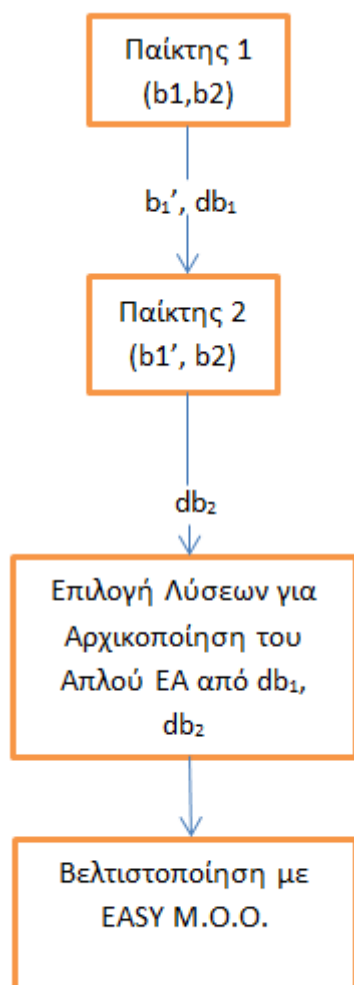 Παίκτης 1
(b1,b2)
b₁’, db₁
Παίκτης 2
(b1’, b2)
db₂
Επιλογή Λύσεων για
Αρχικοποίηση του
Απλού ΕΑ από db₁,
db₂
Βελτιστοποίηση με
EASY M.O.O.